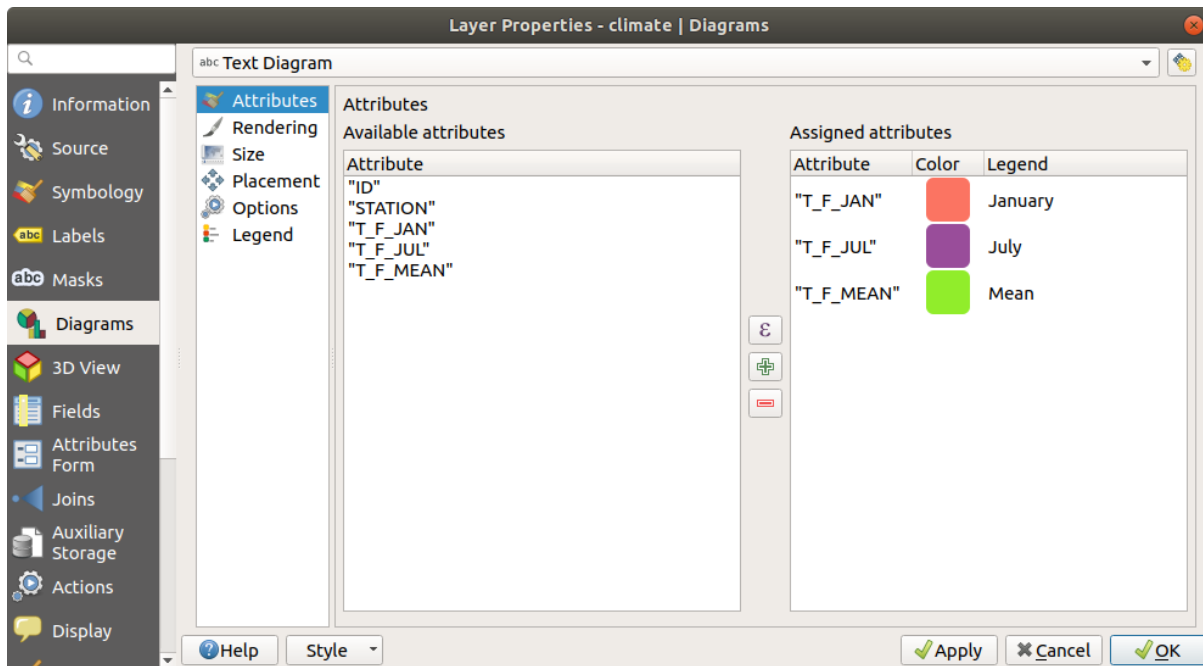 Layer Properties - climate | Diagrams
abc Text Diagram
Information
Source
Symbology
abc Labels
abc Masks
Diagrams
3D View
Fields
Attributes
Form
Joins
Auxiliary
Storage
Actions
Display
Attributes
Rendering
Size
Placement
Options
Legend
Attributes
Available attributes
Attribute
"ID"
"STATION"
"T_F_JAN"
"T_F_JUL"
"T_F_MEAN"
ε
Assigned attributes
Attribute Color Legend
"T_F_JAN" January
"T_F_JUL" July
"T_F_MEAN" Mean
Help Style Apply Cancel OK